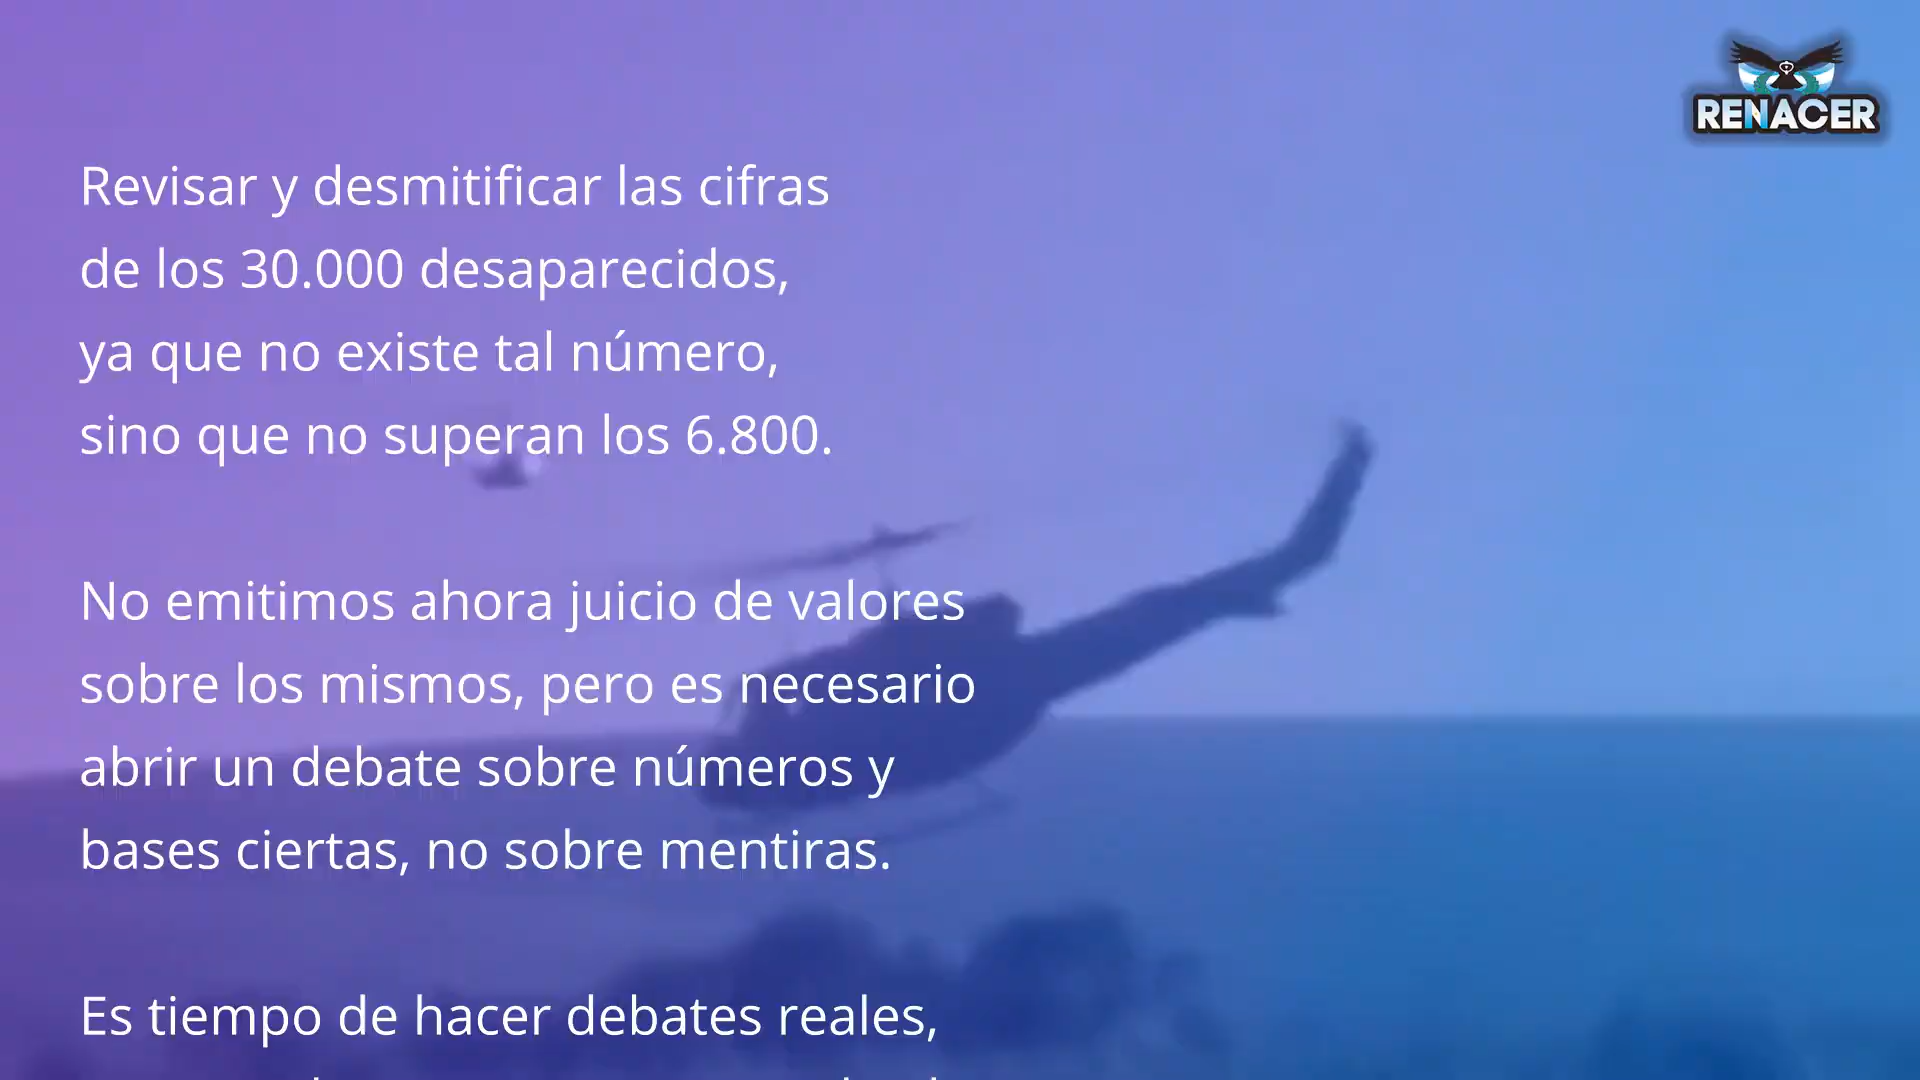 RENACER
Revisar y desmitificar las cifras
de los 30.000 desaparecidos,
ya que no existe tal número,
sino que no superan los 6.800.
No emitimos ahora juicio de valores
sobre los mismos, pero es necesario
abrir un debate sobre números y
bases ciertas, no sobre mentiras.
Es tiempo de hacer debates reales,